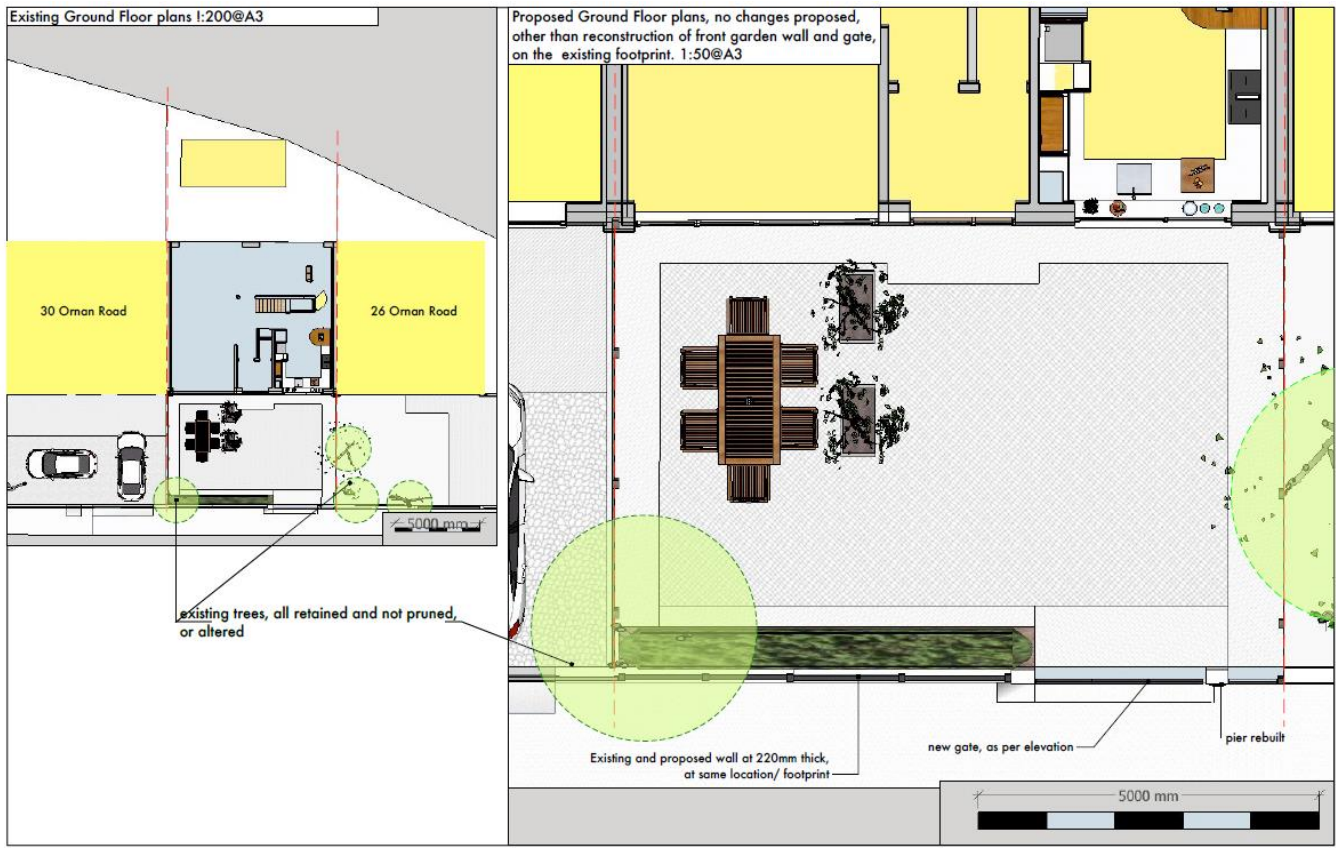 Existing Ground Floor plans !:200@A3
Proposed Ground Floor plans, no changes proposed,
other than reconstruction of front garden wall and gate,
on the existing footprint. 1:50@A3
30 Ornan Road
26 Ornan Road
5000 mm
existing trees, all retained and not pruned,
or altered
Existing and proposed wall at 220mm thick,
at same location/ footprint
new gate, as per elevation
pier rebuilt
5000 mm